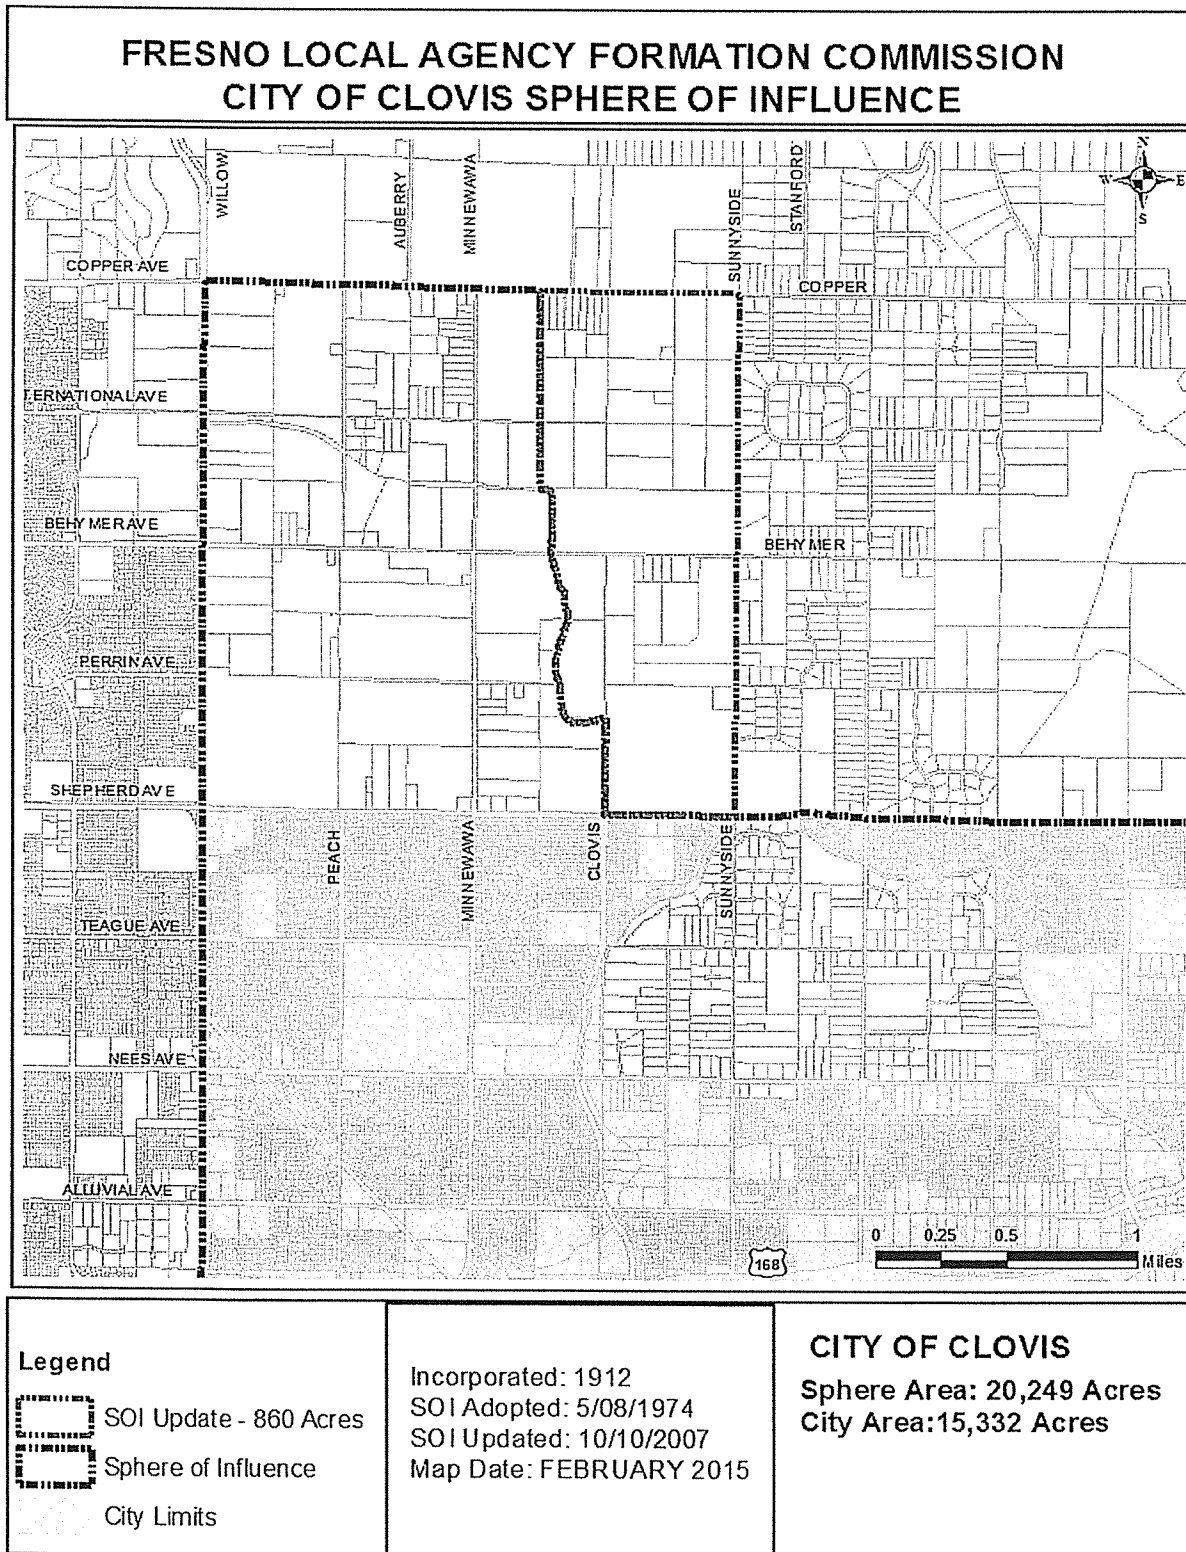 FRESNO LOCAL AGENCY FORMATION COMMISSION
CITY OF CLOVIS SPHERE OF INFLUENCE
WILLOW
AUBERRY
MINNEWAWA
SUNNYSIDE
STANFORD
N
W
E
S
COPPER AVE
COPPER
TERNATIONAL AVE
BEHYMER AVE
BEHYMER
PERRIN AVE
SHEPHERD AVE
PEACH
MINNEWAWA
CLOVIS
SUNNYSIDE
TEAGUE AVE
NEES AVE
ALLUVIAL AVE
168
0 0.25 0.5 1
Miles
Legend
SOI Update - 860 Acres
Sphere of Influence
City Limits
Incorporated: 1912
SOI Adopted: 5/08/1974
SOI Updated: 10/10/2007
Map Date: FEBRUARY 2015
CITY OF CLOVIS
Sphere Area: 20,249 Acres
City Area:15,332 Acres